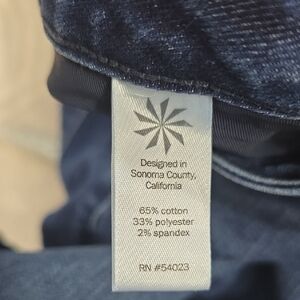 Designed in
Sonoma County,
California
65% cotton
33% polyester
2% spandex
RN #54023